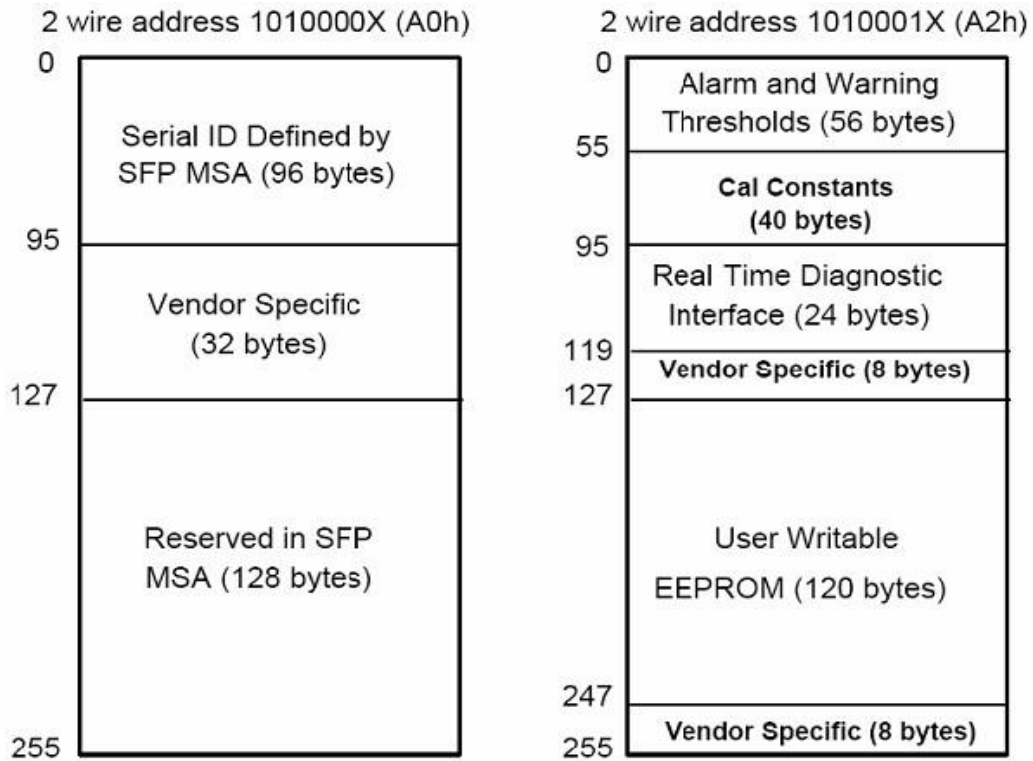 2 wire address 1010000X (A0h)
0
Serial ID Defined by
SFP MSA (96 bytes)
95
Vendor Specific
(32 bytes)
127
Reserved in SFP
MSA (128 bytes)
255
2 wire address 1010001X (A2h)
0
Alarm and Warning
Thresholds (56 bytes)
55
Cal Constants
(40 bytes)
95
Real Time Diagnostic
Interface (24 bytes)
119
Vendor Specific (8 bytes)
127
User Writable
EEPROM (120 bytes)
247
Vendor Specific (8 bytes)
255